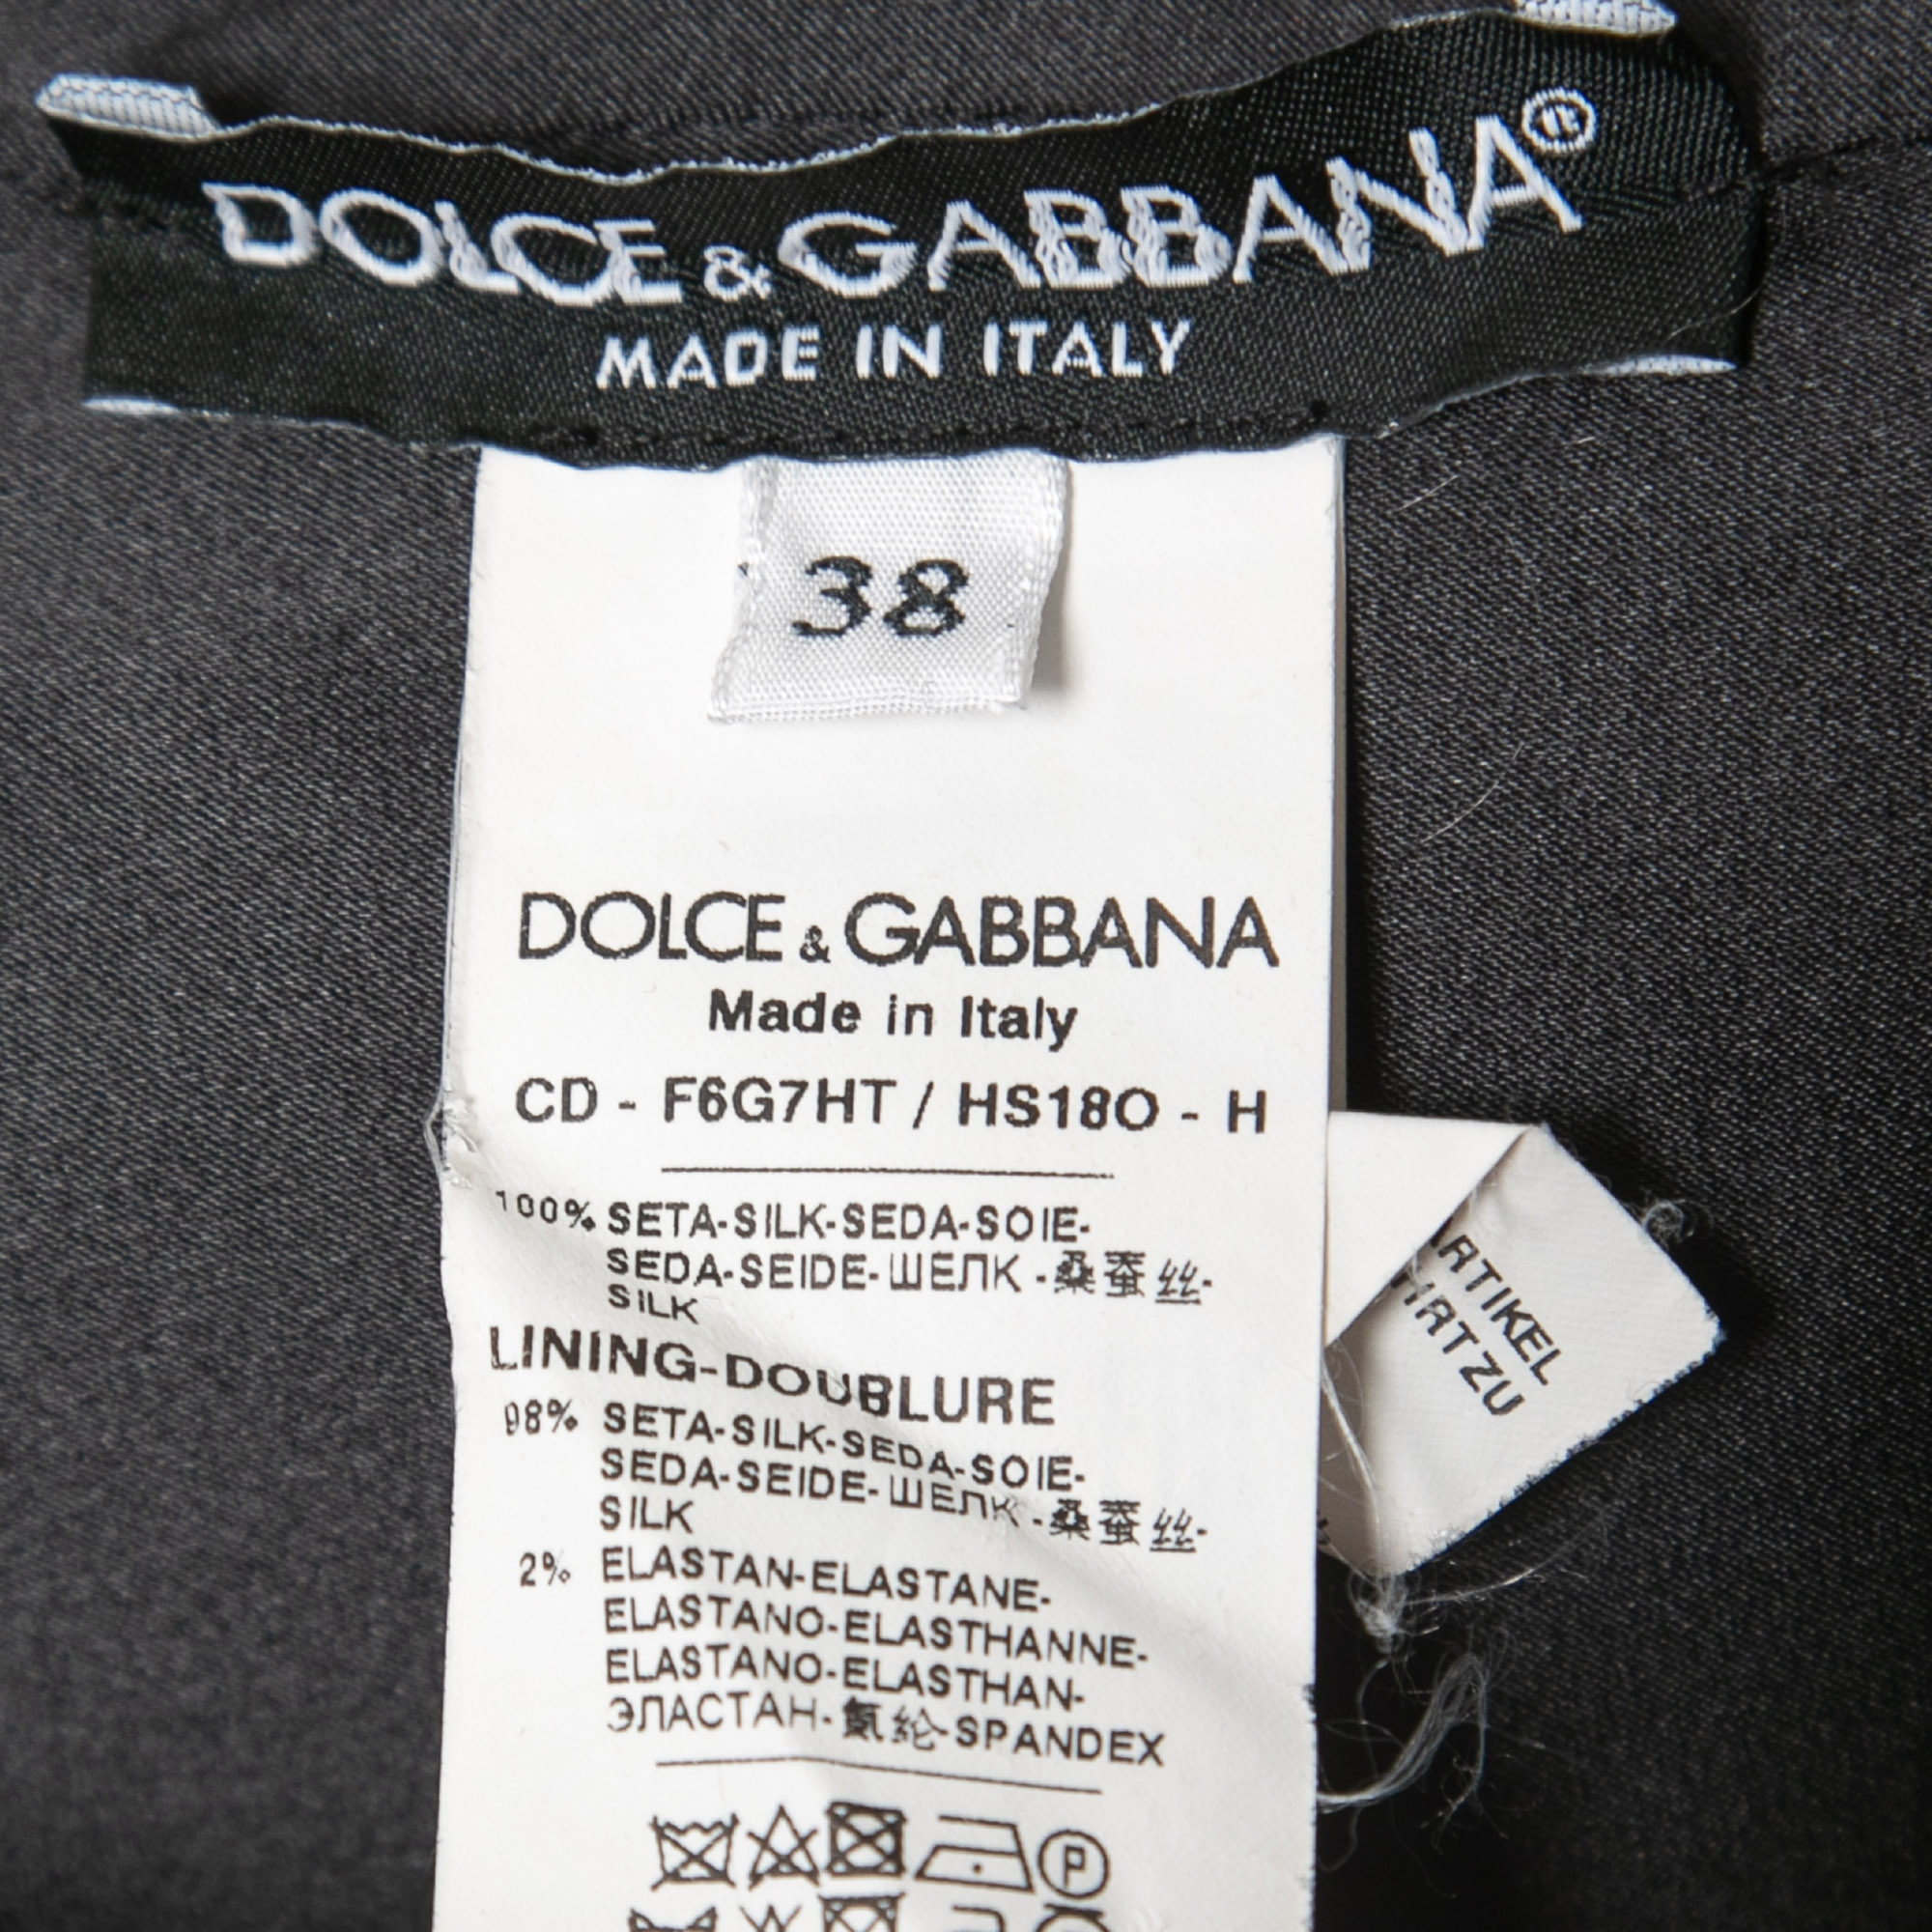 DOLCE & GABBANA®
MADE IN ITALY
38
DOLCE & GABBANA
Made in Italy
CD - F6G7HT / HS18O - H
100% SETA-SILK-SEDA-SOIE-
SEDA-SEIDE-ШЕЛК-桑蚕丝-
SILK
LINING-DOUBLURE
98% SETA-SILK-SEDA-SOIE-
SEDA-SEIDE-ШЕЛК-桑蚕丝-
SILK
2% ELASTAN-ELASTANE-
ELASTANO-ELASTHANNE-
ELASTANO-ELASTHAN-
ЭЛАСТАН-氨纶-SPANDEX
P
ARTIKEL
ZU